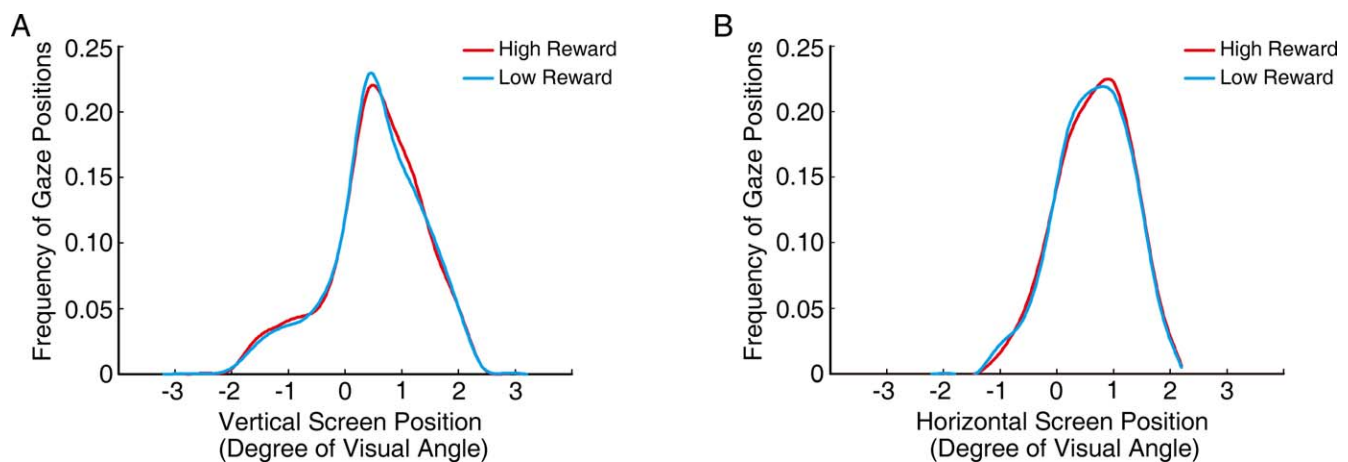 A
Frequency of Gaze Positions
0.25
0.20
0.15
0.10
0.05
0
High Reward
Low Reward
-3 -2 -1 0 1 2 3
Vertical Screen Position
(Degree of Visual Angle)
B
Frequency of Gaze Positions
0.25
0.20
0.15
0.10
0.05
0
High Reward
Low Reward
-3 -2 -1 0 1 2 3
Horizontal Screen Position
(Degree of Visual Angle)